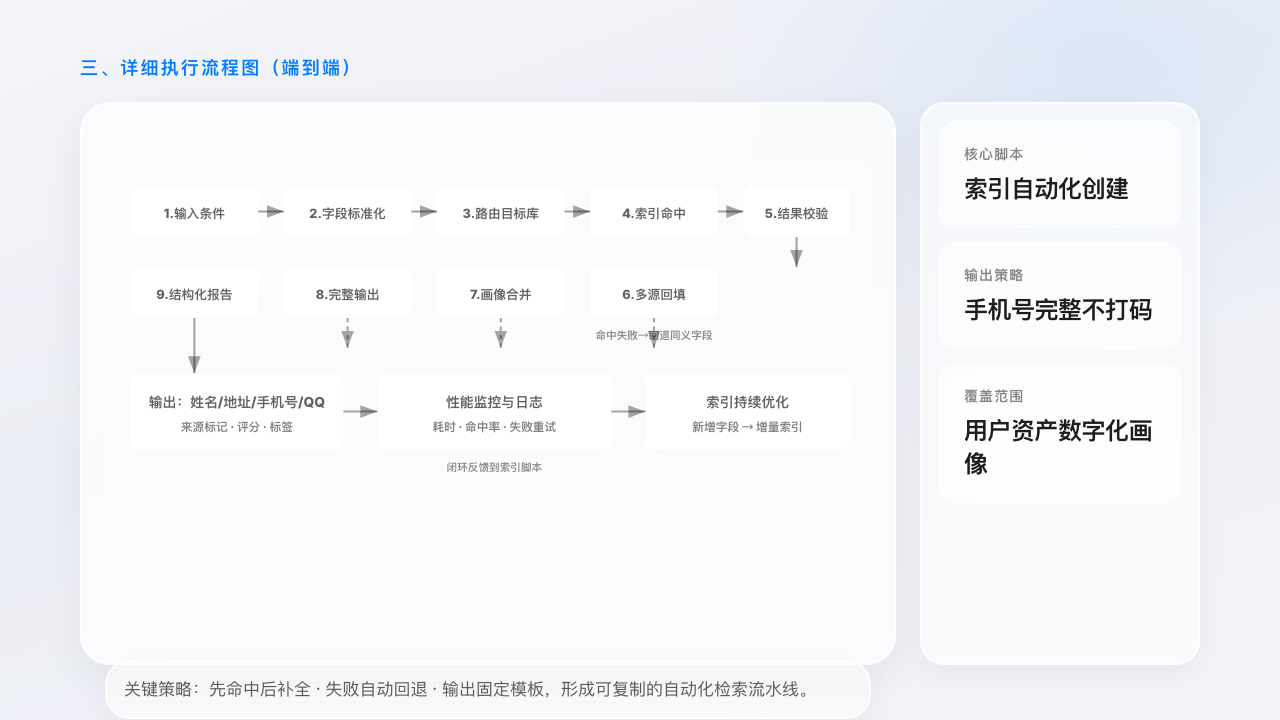 三、详细执行流程图（端到端）
1.输入条件
2.字段标准化
3.路由目标库
4.索引命中
5.结果校验
9.结构化报告
8.完整输出
7.画像合并
6.多源回填
命中失败→回退同义字段
输出：姓名/地址/手机号/QQ
来源标记 · 评分 · 标签
性能监控与日志
耗时 · 命中率 · 失败重试
索引持续优化
新增字段 → 增量索引
闭环反馈到索引脚本
关键策略：先命中后补全 · 失败自动回退 · 输出固定模板，形成可复制的自动化检索流水线。
核心脚本
索引自动化创建
输出策略
手机号完整不打码
覆盖范围
用户资产数字化画
像